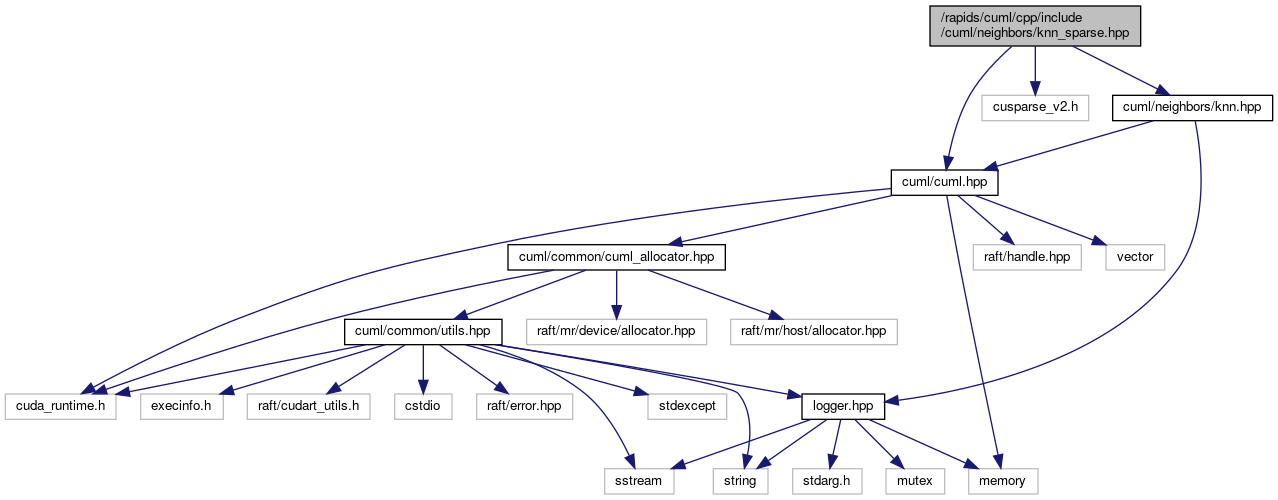 /rapids/cuml/cpp/include
/cuml/neighbors/knn_sparse.hpp
cusparse_v2.h
cuml/neighbors/knn.hpp
cuml/cuml.hpp
cuml/common/cuml_allocator.hpp
raft/handle.hpp
vector
cuml/common/utils.hpp
raft/mr/device/allocator.hpp
raft/mr/host/allocator.hpp
cuda_runtime.h
execinfo.h
raft/cudart_utils.h
cstdio
raft/error.hpp
stdexcept
logger.hpp
sstream
string
stdarg.h
mutex
memory